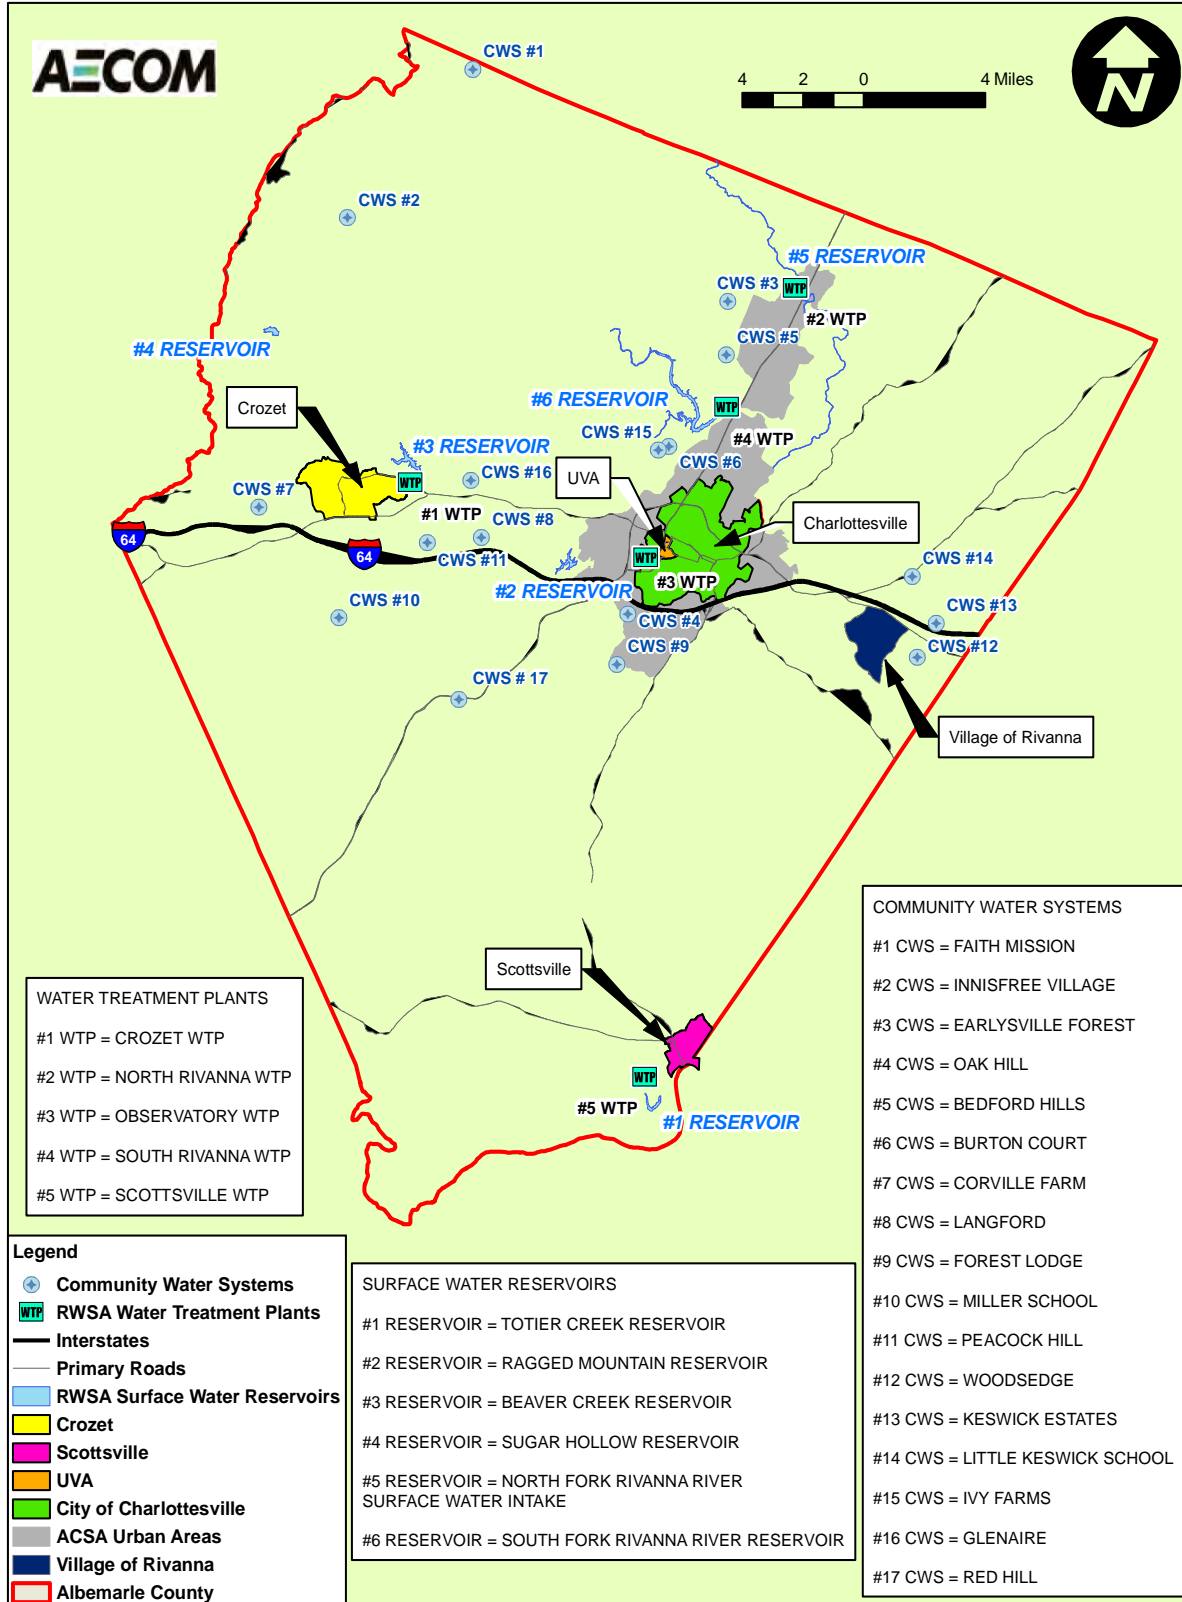 AECOM
CWS #1
4 2 0 4 Miles
N
CWS #2
#5 RESERVOIR
CWS #3
WTP
#2 WTP
#4 RESERVOIR
CWS #5
Crozet
#6 RESERVOIR
WTP
CWS #15
#4 WTP
#3 RESERVOIR
CWS #6
CWS #16
UVA
WTP
CWS #7
#1 WTP
CWS #8
Charlottesville
64
64
CWS #11
WTP
CWS #14
#3 WTP
#2 RESERVOIR
CWS #10
CWS #4
CWS #13
CWS #9
CWS #12
CWS # 17
Village of Rivanna
Scottsville
WTP
#5 WTP
#1 RESERVOIR
WATER TREATMENT PLANTS
#1 WTP = CROZET WTP
#2 WTP = NORTH RIVANNA WTP
#3 WTP = OBSERVATORY WTP
#4 WTP = SOUTH RIVANNA WTP
#5 WTP = SCOTTSVILLE WTP
Legend
Community Water Systems
WTP RWSA Water Treatment Plants
Interstates
Primary Roads
RWSA Surface Water Reservoirs
Crozet
Scottsville
UVA
City of Charlottesville
ACSA Urban Areas
Village of Rivanna
Albemarle County
SURFACE WATER RESERVOIRS
#1 RESERVOIR = TOTIER CREEK RESERVOIR
#2 RESERVOIR = RAGGED MOUNTAIN RESERVOIR
#3 RESERVOIR = BEAVER CREEK RESERVOIR
#4 RESERVOIR = SUGAR HOLLOW RESERVOIR
#5 RESERVOIR = NORTH FORK RIVANNA RIVER
SURFACE WATER INTAKE
#6 RESERVOIR = SOUTH FORK RIVANNA RIVER RESERVOIR
COMMUNITY WATER SYSTEMS
#1 CWS = FAITH MISSION
#2 CWS = INNISFREE VILLAGE
#3 CWS = EARLYSVILLE FOREST
#4 CWS = OAK HILL
#5 CWS = BEDFORD HILLS
#6 CWS = BURTON COURT
#7 CWS = CORVILLE FARM
#8 CWS = LANGFORD
#9 CWS = FOREST LODGE
#10 CWS = MILLER SCHOOL
#11 CWS = PEACOCK HILL
#12 CWS = WOODSEDGE
#13 CWS = KESWICK ESTATES
#14 CWS = LITTLE KESWICK SCHOOL
#15 CWS = IVY FARMS
#16 CWS = GLENAIRE
#17 CWS = RED HILL